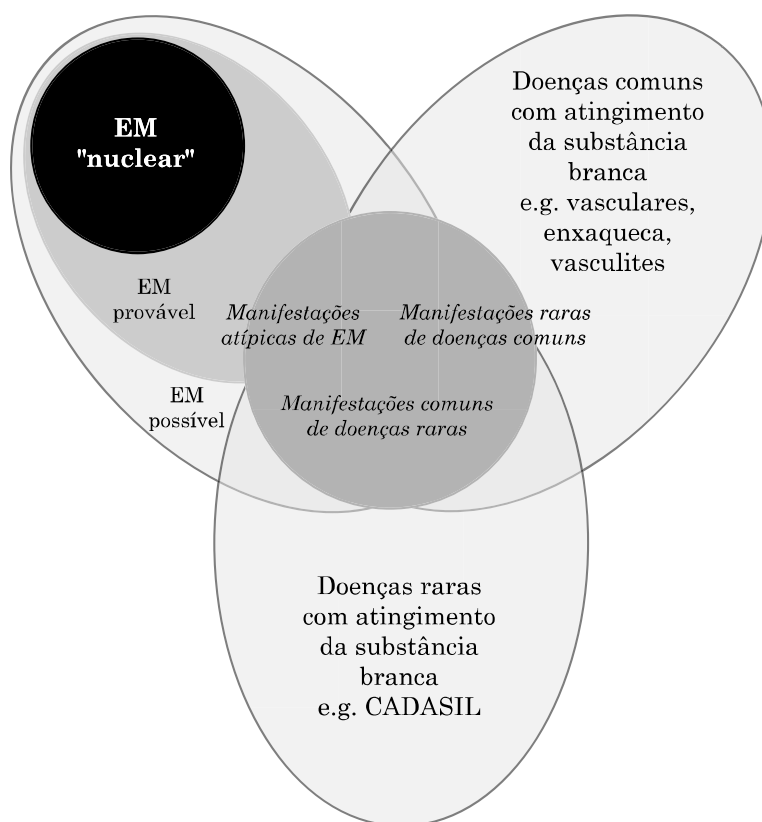 EM
"nuclear"
Doenças comuns
com atingimento
da substância
branca
e.g. vasculares,
enxaqueca,
vasculites
EM
provável
Manifestações
atípicas de EM
Manifestações raras
de doenças comuns
EM
possível
Manifestações comuns
de doenças raras
Doenças raras
com atingimento
da substância
branca
e.g. CADASIL